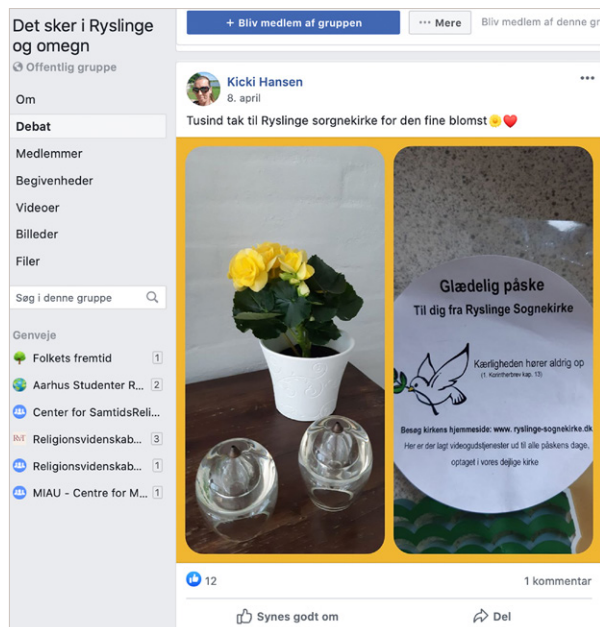 Det sker i Ryslinge
og omegn
Offentlig gruppe
Om
Debat
Medlemmer
Begivenheder
Videoer
Billeder
Filer
Søg i denne gruppe
Genveje
Folkets fremtid 1
Aarhus Studenter R... 2
Center for SamtidsReli...
RvT Religionsvidenskab... 3
Religionsvidenskab... 1
MIAU - Centre for M... 1
+ Bliv medlem af gruppen
··· Mere
Bliv medlem af denne gr
Kicki Hansen
8. april
Tusind tak til Ryslinge sorgnekirke for den fine blomst🌼❤️
Glædelig påske
Til dig fra Ryslinge Sognekirke
Kærligheden hører aldrig op
(1. Korintherbrev kap. 13)
Besøg kirkens hjemmeside: www. ryslinge-sognekirke.dk
Her er der lagt videogudstjenester ud til alle påskens dage,
optaget i vores dejlige kirke
12
1 kommentar
Synes godt om
Del